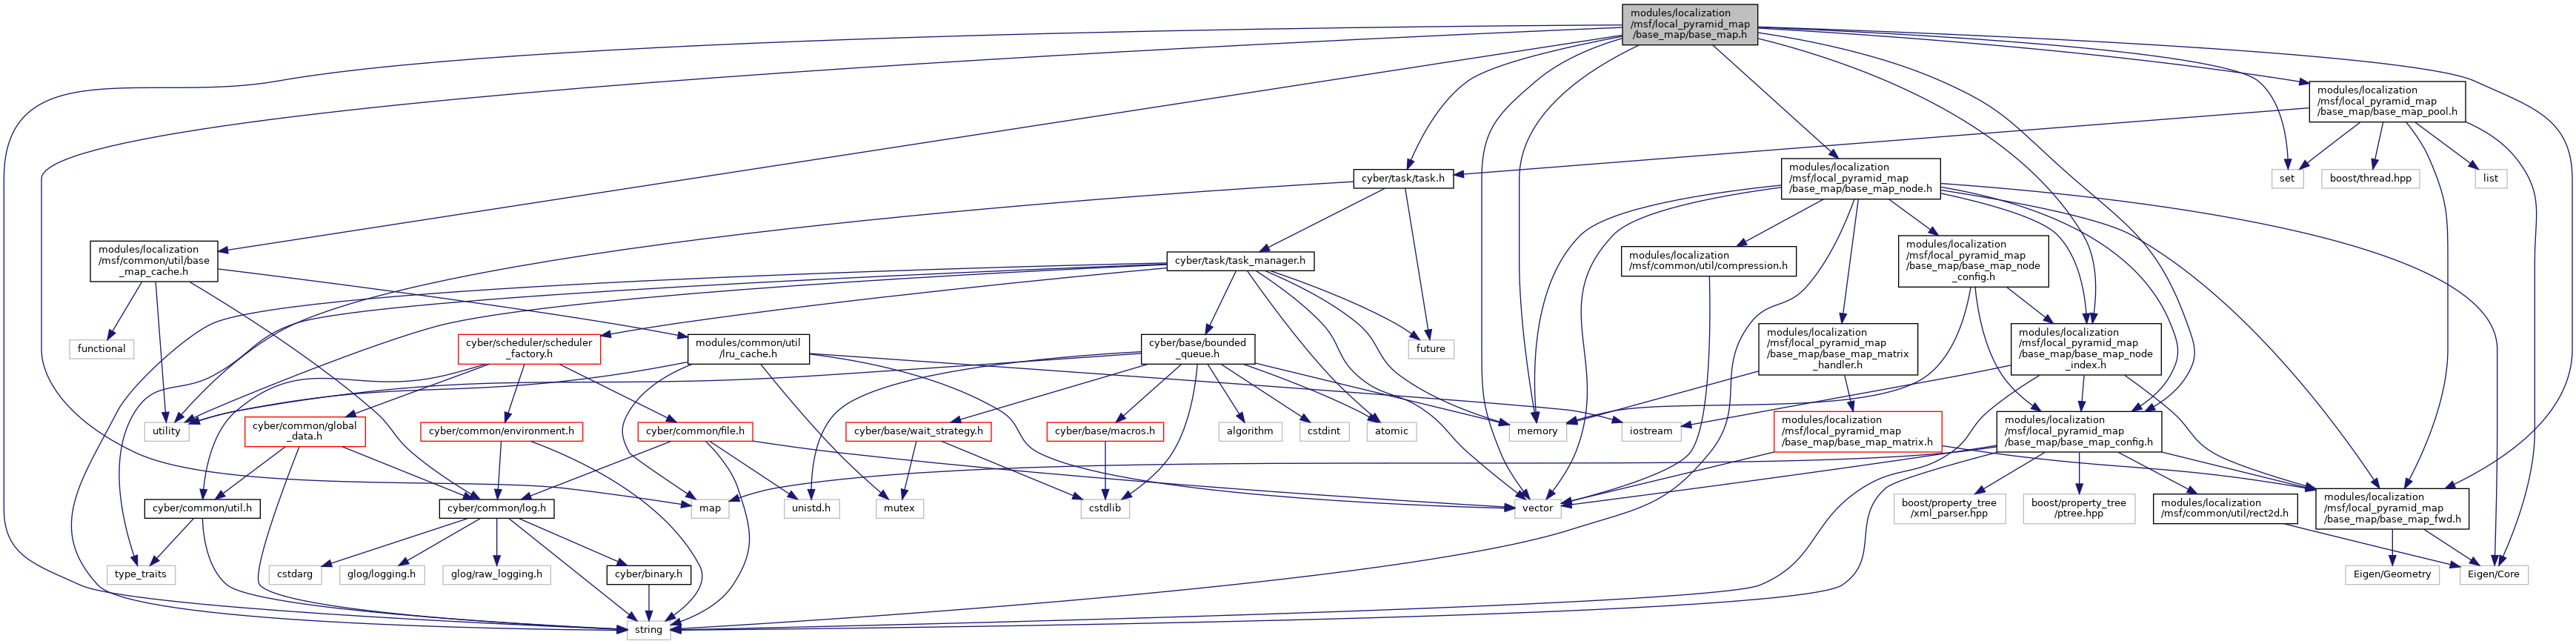 modules/localization
/msf/local_pyramid_map
/base_map/base_map.h
modules/localization
/msf/local_pyramid_map
/base_map/base_map_pool.h
cyber/task/task.h
modules/localization
/msf/local_pyramid_map
/base_map/base_map_node.h
set
boost/thread.hpp
list
modules/localization
/msf/common/util/base
_map_cache.h
cyber/task/task_manager.h
modules/localization
/msf/common/util/compression.h
modules/localization
/msf/local_pyramid_map
/base_map/base_map_node
_config.h
functional
cyber/scheduler/scheduler
_factory.h
modules/common/util
/lru_cache.h
cyber/base/bounded
_queue.h
future
modules/localization
/msf/local_pyramid_map
/base_map/base_map_matrix
_handler.h
modules/localization
/msf/local_pyramid_map
/base_map/base_map_node
_index.h
utility
cyber/common/global
_data.h
cyber/common/environment.h
cyber/common/file.h
cyber/base/wait_strategy.h
cyber/base/macros.h
algorithm
cstdint
atomic
memory
iostream
modules/localization
/msf/local_pyramid_map
/base_map/base_map_matrix.h
modules/localization
/msf/local_pyramid_map
/base_map/base_map_config.h
cyber/common/util.h
cyber/common/log.h
map
unistd.h
mutex
cstdlib
vector
boost/property_tree
/xml_parser.hpp
boost/property_tree
/ptree.hpp
modules/localization
/msf/common/util/rect2d.h
modules/localization
/msf/local_pyramid_map
/base_map/base_map_fwd.h
type_traits
cstdarg
glog/logging.h
glog/raw_logging.h
cyber/binary.h
Eigen/Geometry
Eigen/Core
string